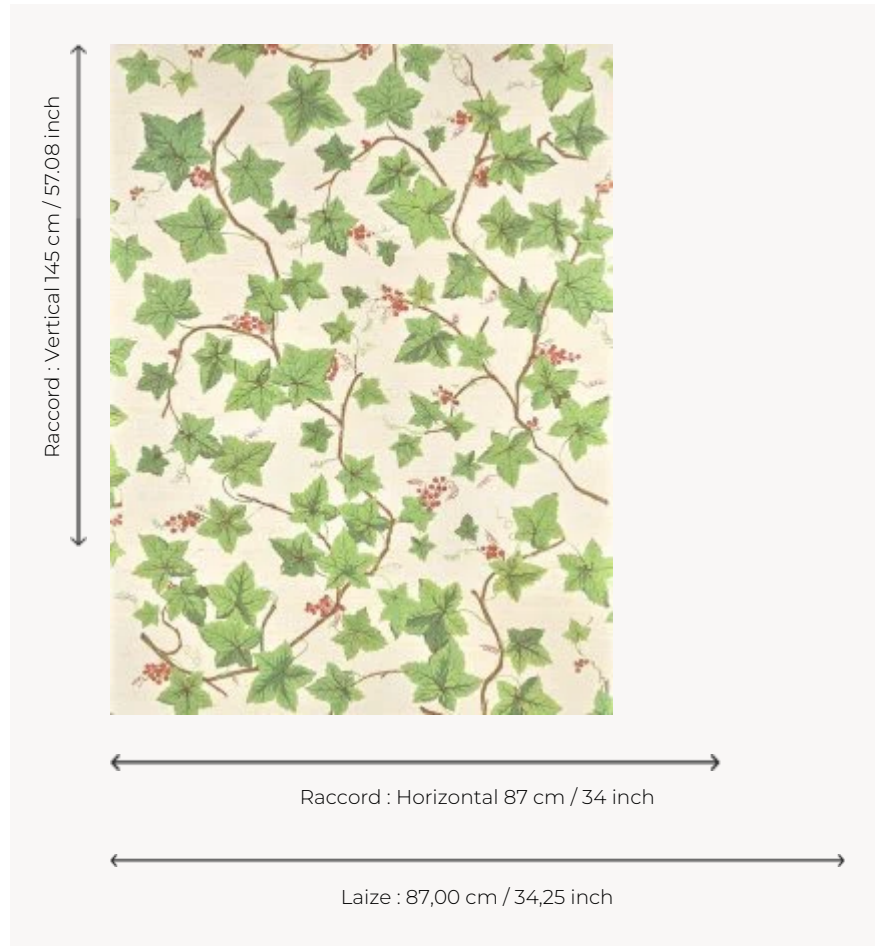 Raccord : Vertical 145 cm / 57.08 inch
Raccord : Horizontal 87 cm / 34 inch
Laize : 87,00 cm / 34,25 inch